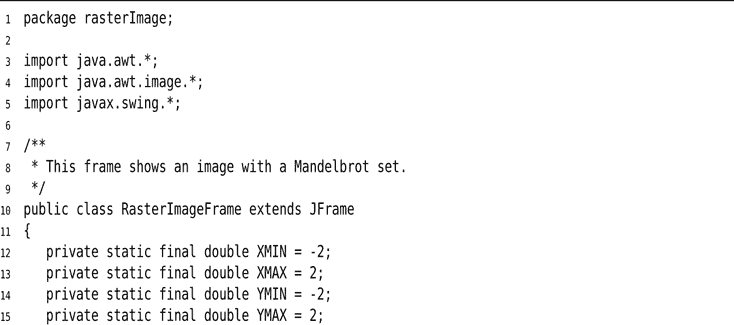 1 package rasterImage;
2
3 import java.awt.*;
4 import java.awt.image.*;
5 import javax.swing.*;
6
7 /**
8  * This frame shows an image with a Mandelbrot set.
9  */
10 public class RasterImageFrame extends JFrame
11 {
12    private static final double XMIN = -2;
13    private static final double XMAX = 2;
14    private static final double YMIN = -2;
15    private static final double YMAX = 2;